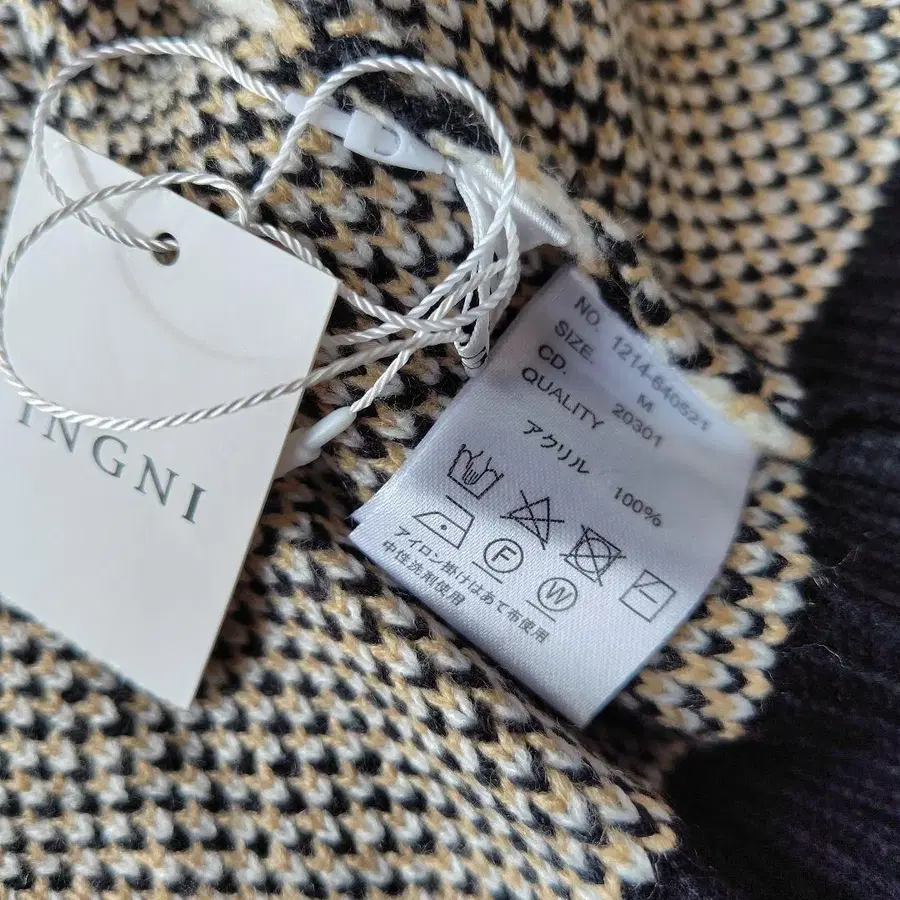 INGNI
NO. 1214-640521
SIZE. M
CD. 20301
QUALITY
アクリル 100%
F
W
アイロン掛けはあて布使用
中性洗剤使用